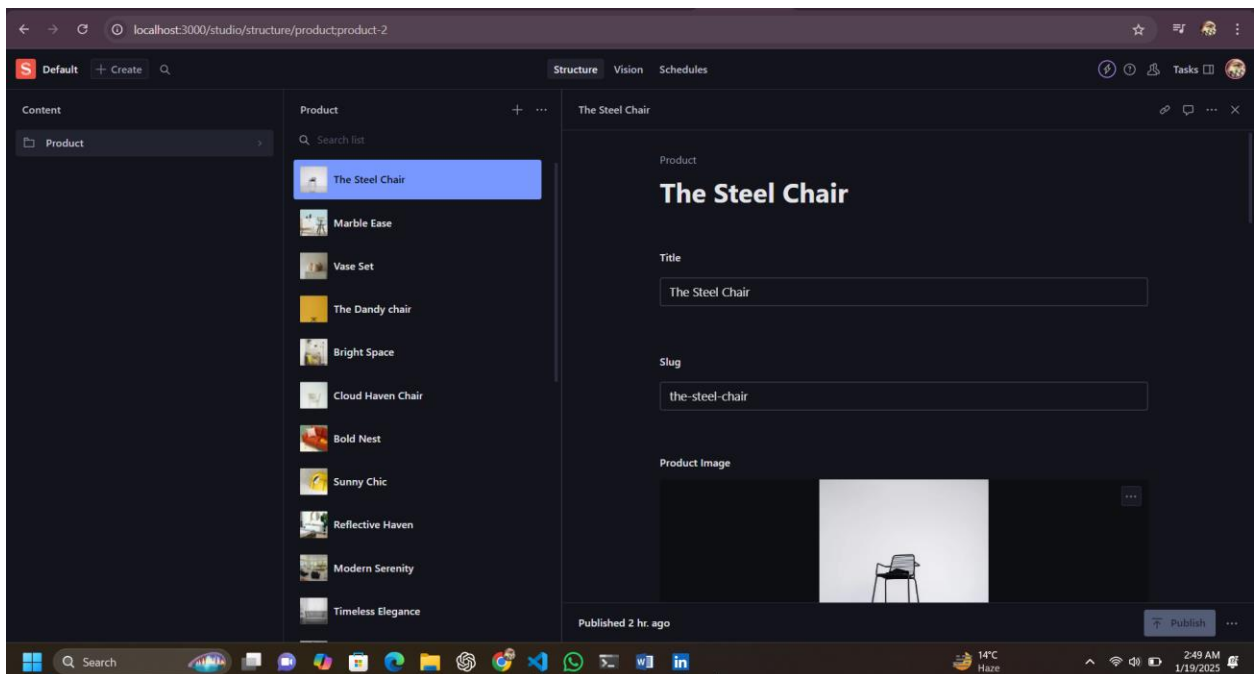 localhost:3000/studio/structure/product;product-2
S Default + Create
Structure Vision Schedules
Tasks
Content
Product
Product
Search list
The Steel Chair
Marble Ease
Vase Set
The Dandy chair
Bright Space
Cloud Haven Chair
Bold Nest
Sunny Chic
Reflective Haven
Modern Serenity
Timeless Elegance
The Steel Chair
Product
The Steel Chair
Title
The Steel Chair
Slug
the-steel-chair
Product Image
Published 2 hr. ago
Publish
Search
14°C
Haze
2:49 AM
1/19/2025